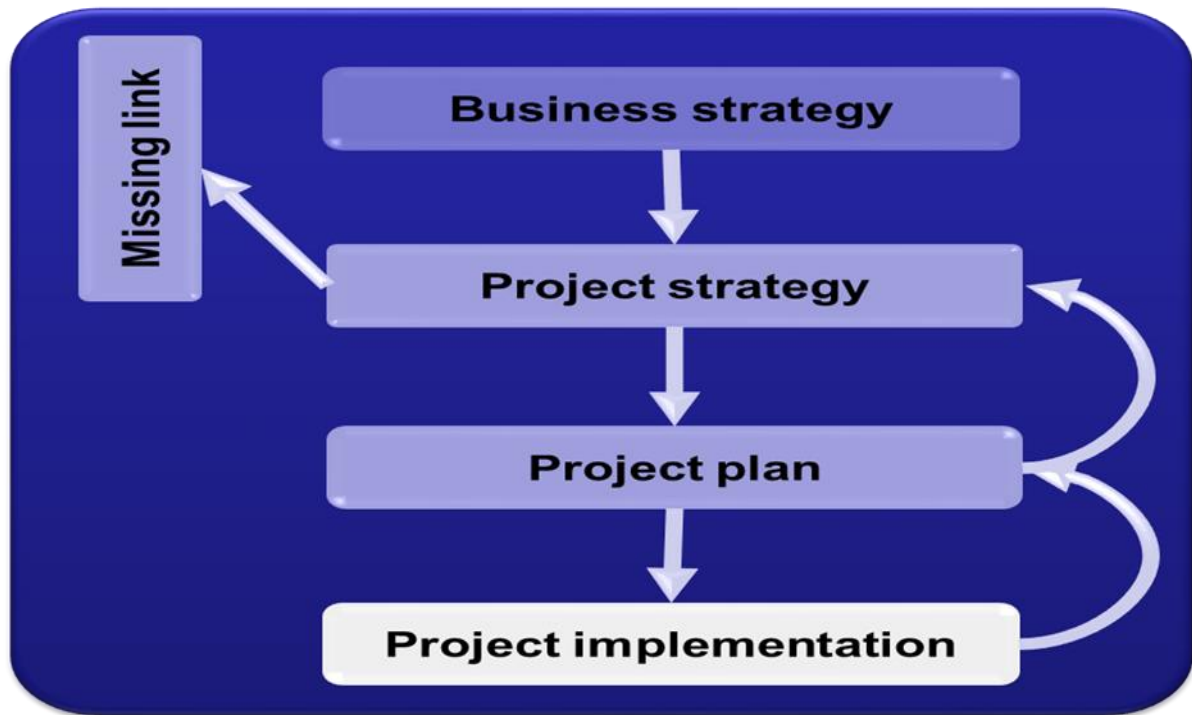 Missing link
Business strategy
Project strategy
Project plan
Project implementation